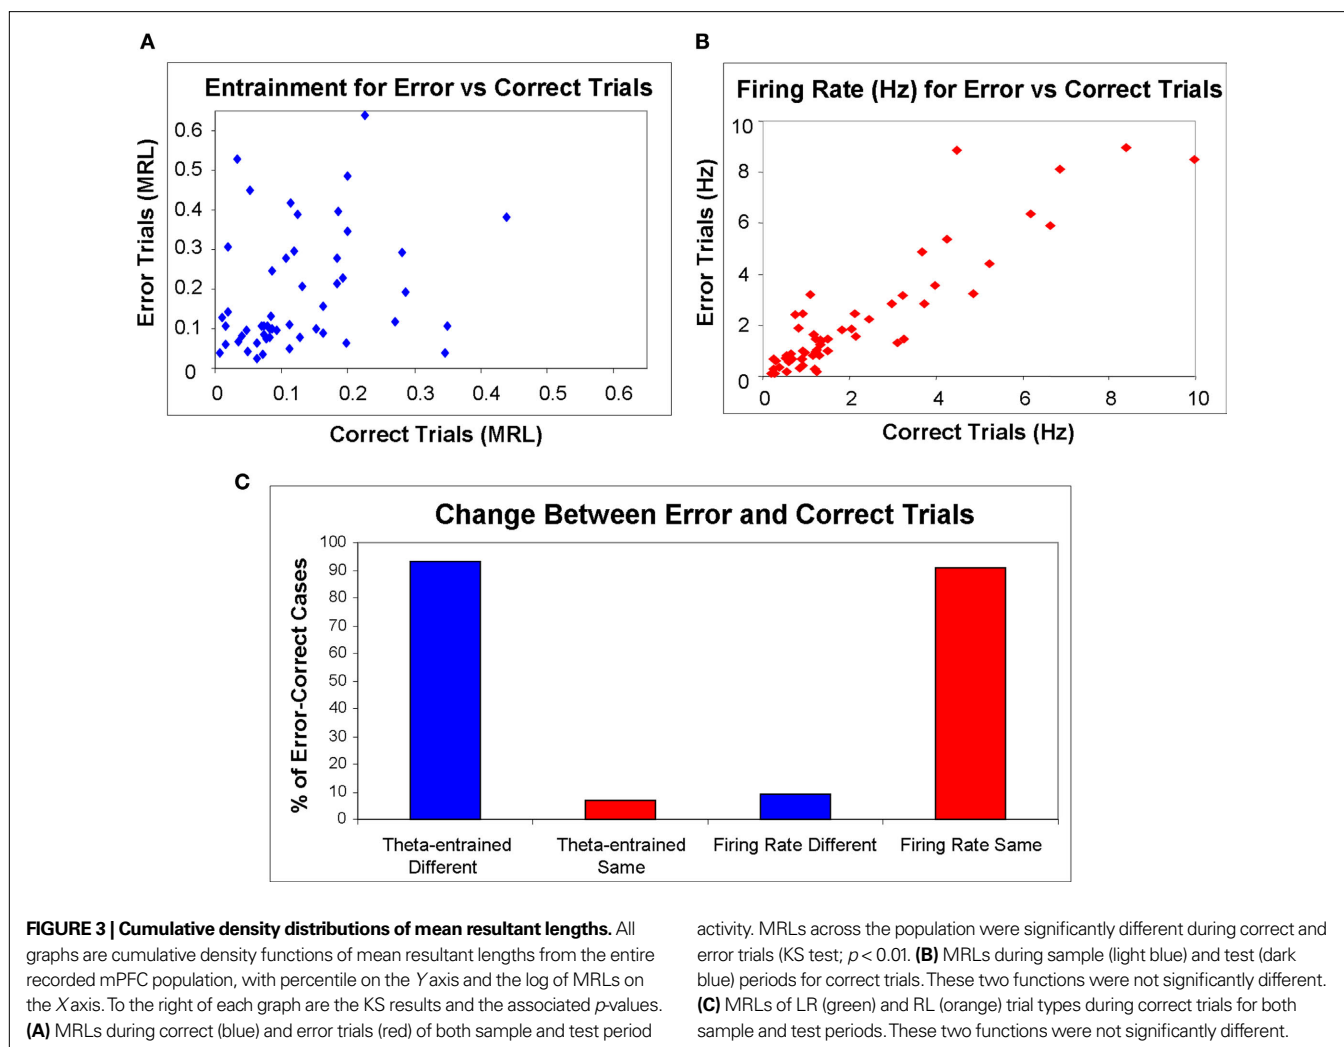 A
Entrainment for Error vs Correct Trials
Error Trials (MRL)
0.6
0.5
0.4
0.3
0.2
0.1
0
0 0.1 0.2 0.3 0.4 0.5 0.6
Correct Trials (MRL)
B
Firing Rate (Hz) for Error vs Correct Trials
Error Trials (Hz)
10
8
6
4
2
0
0 2 4 6 8 10
Correct Trials (Hz)
C
Change Between Error and Correct Trials
% of Error-Correct Cases
100
90
80
70
60
50
40
30
20
10
0
Theta-entrained
Different
Theta-entrained
Same
Firing Rate Different
Firing Rate Same
FIGURE 3 | Cumulative density distributions of mean resultant lengths. All
graphs are cumulative density functions of mean resultant lengths from the entire
recorded mPFC population, with percentile on the Y axis and the log of MRLs on
the X axis. To the right of each graph are the KS results and the associated p-values.
(A) MRLs during correct (blue) and error trials (red) of both sample and test period
activity. MRLs across the population were significantly different during correct and
error trials (KS test; p < 0.01. (B) MRLs during sample (light blue) and test (dark
blue) periods for correct trials. These two functions were not significantly different.
(C) MRLs of LR (green) and RL (orange) trial types during correct trials for both
sample and test periods. These two functions were not significantly different.